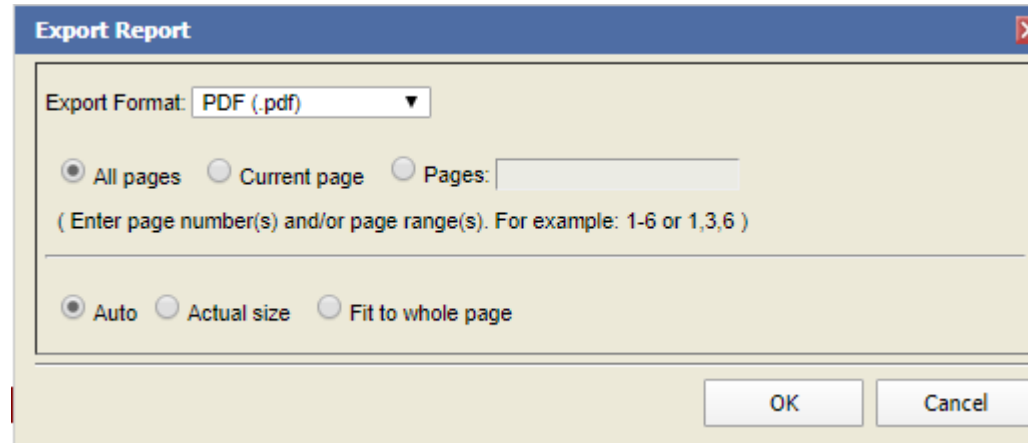 Export Report
Export Format: PDF (.pdf)
All pages Current page Pages:
( Enter page number(s) and/or page range(s). For example: 1-6 or 1,3,6 )
Auto Actual size Fit to whole page
OK Cancel